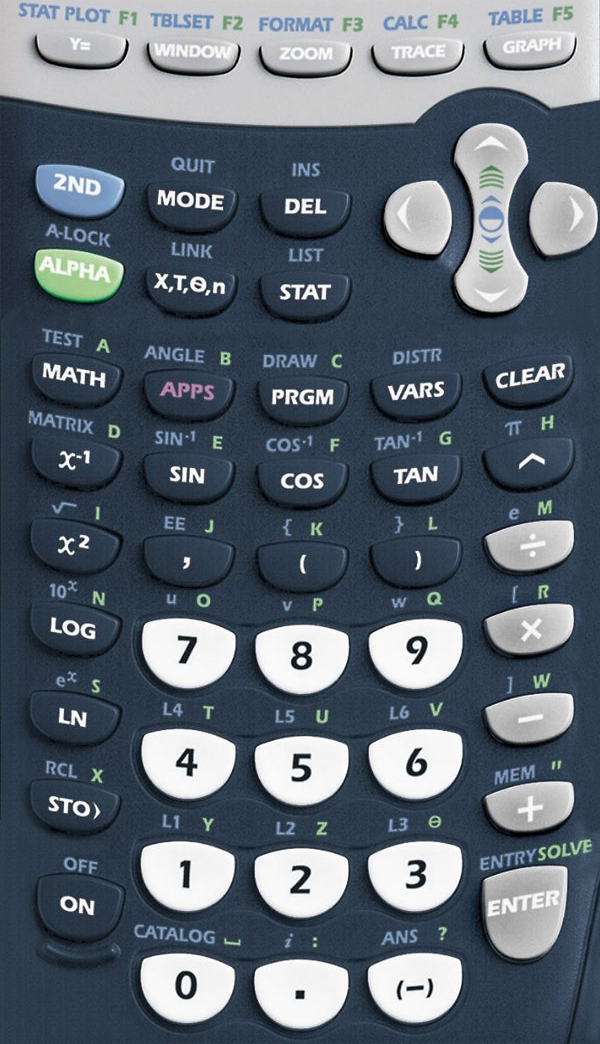 STAT PLOT F1 TBLSET F2 FORMAT F3 CALC F4 TABLE F5
Y= WINDOW ZOOM TRACE GRAPH
QUIT INS
2ND MODE DEL
A-LOCK LINK LIST
ALPHA X,T,Θ,n STAT
TEST A ANGLE B DRAW C DISTR
MATH APPS PRGM VARS CLEAR
MATRIX D SIN⁻¹ E COS⁻¹ F TAN⁻¹ G π H
x⁻¹ SIN COS TAN ^
√ I EE J { K } L e M
x² , ( ) ÷
10ˣ N u O v P w Q [ R
LOG 7 8 9 ×
eˣ S L4 T L5 U L6 V ] W
LN 4 5 6 −
RCL X L1 Y L2 Z L3 Θ MEM "
STO› 1 2 3 +
OFF CATALOG ⎵ i : ANS ? ENTRY SOLVE
ON 0 . (−) ENTER